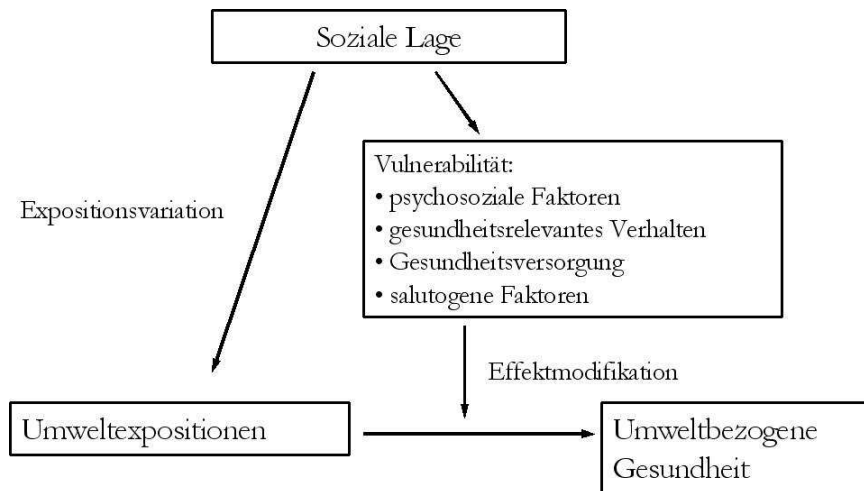 Soziale Lage
Vulnerabilität:
• psychosoziale Faktoren
• gesundheitsrelevantes Verhalten
• Gesundheitsversorgung
• salutogene Faktoren
Expositionsvariation
Effektmodifikation
Umweltexpositionen
Umweltbezogene
Gesundheit